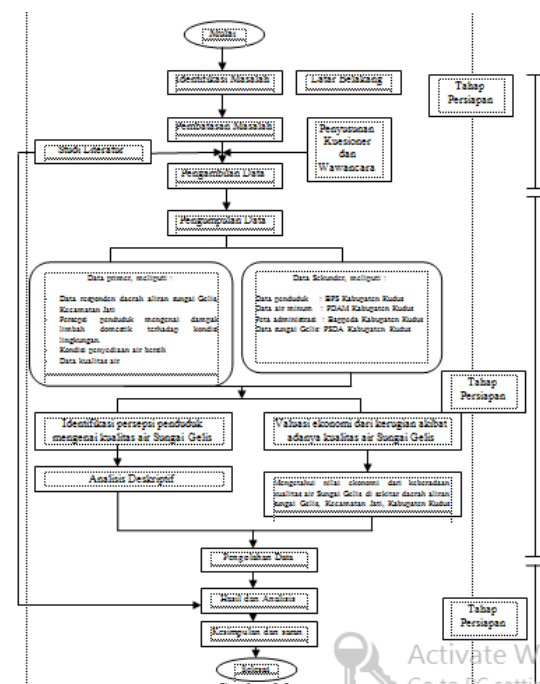 Mulai
Identifikasi Masalah
Latar Belakang
Tahap
Persiapan
Pembatasan Masalah
Penyusunan
Kuesioner
dan
Wawancara
Studi Literatur
Pengambilan Data
Pengumpulan Data
Data primer, meliputi :
Data responden daerah aliran sungai Gelis,
Kecamatan Jati
Persepsi penduduk mengenai dampak
limbah domestik terhadap kondisi
lingkungan.
Kondisi penyediaan air bersih
Data kualitas air
Data Sekunder, meliputi :
Data penduduk : BPS Kabupaten Kudus
Data air minum : PDAM Kabupaten Kudus
Peta administrasi : Bappeda Kabupaten Kudus
Data sungai Gelis: PSDA Kabupaten Kudus
Tahap
Persiapan
Identifikasi persepsi penduduk
mengenai kualitas air Sungai Gelis
Valuasi ekonomi dari kerugian akibat
adanya kualitas air Sungai Gelis
Analisis Deskriptif
Mengetahui nilai ekonomi dari keberadaan
kualitas air Sungai Gelis di sekitar daerah aliran
sungai Gelis, Kecamatan Jati, Kabupaten Kudus
Pengolahan Data
Hasil dan Analisis
Tahap
Persiapan
Kesimpulan dan saran
Selesai
Activate W